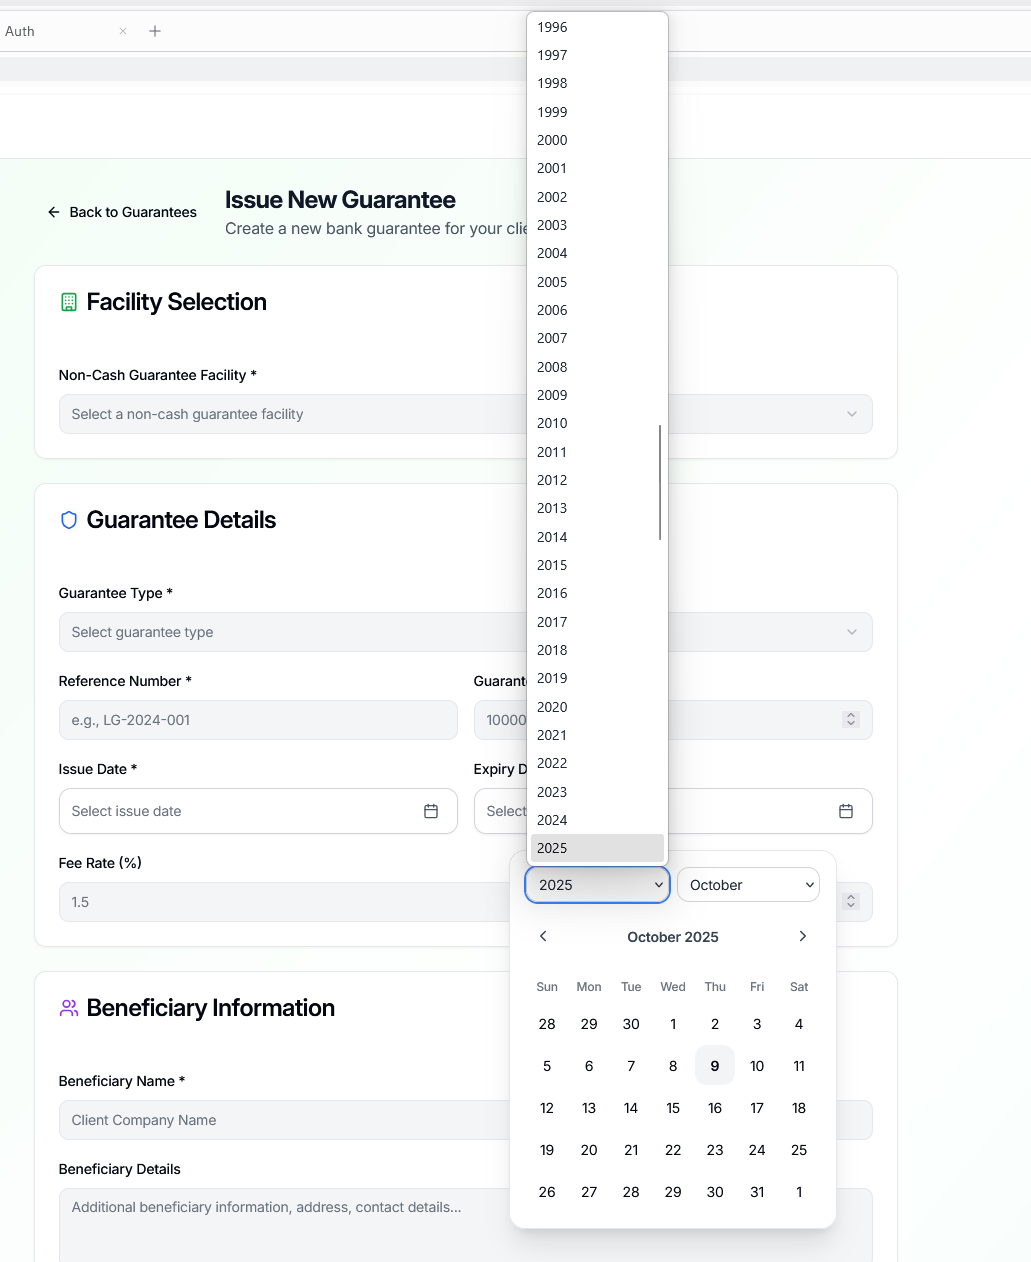 Auth
1996
1997
1998
1999
2000
2001
2002
2003
2004
2005
2006
2007
2008
2009
2010
2011
2012
2013
2014
2015
2016
2017
2018
2019
2020
2021
2022
2023
2024
2025
Back to Guarantees
Issue New Guarantee
Create a new bank guarantee for your
Facility Selection
Non-Cash Guarantee Facility *
Select a non-cash guarantee facility
Guarantee Details
Guarantee Type *
Select guarantee type
Reference Number *
e.g., LG-2024-001
10000
Issue Date *
Select issue date
Expiry
Select
Fee Rate (%)
1.5
2025 October
October 2025
Sun Mon Tue Wed Thu Fri Sat
28 29 30 1 2 3 4
5 6 7 8 9 10 11
12 13 14 15 16 17 18
19 20 21 22 23 24 25
26 27 28 29 30 31 1
Beneficiary Information
Beneficiary Name *
Client Company Name
Beneficiary Details
Additional beneficiary information, address, contact details...